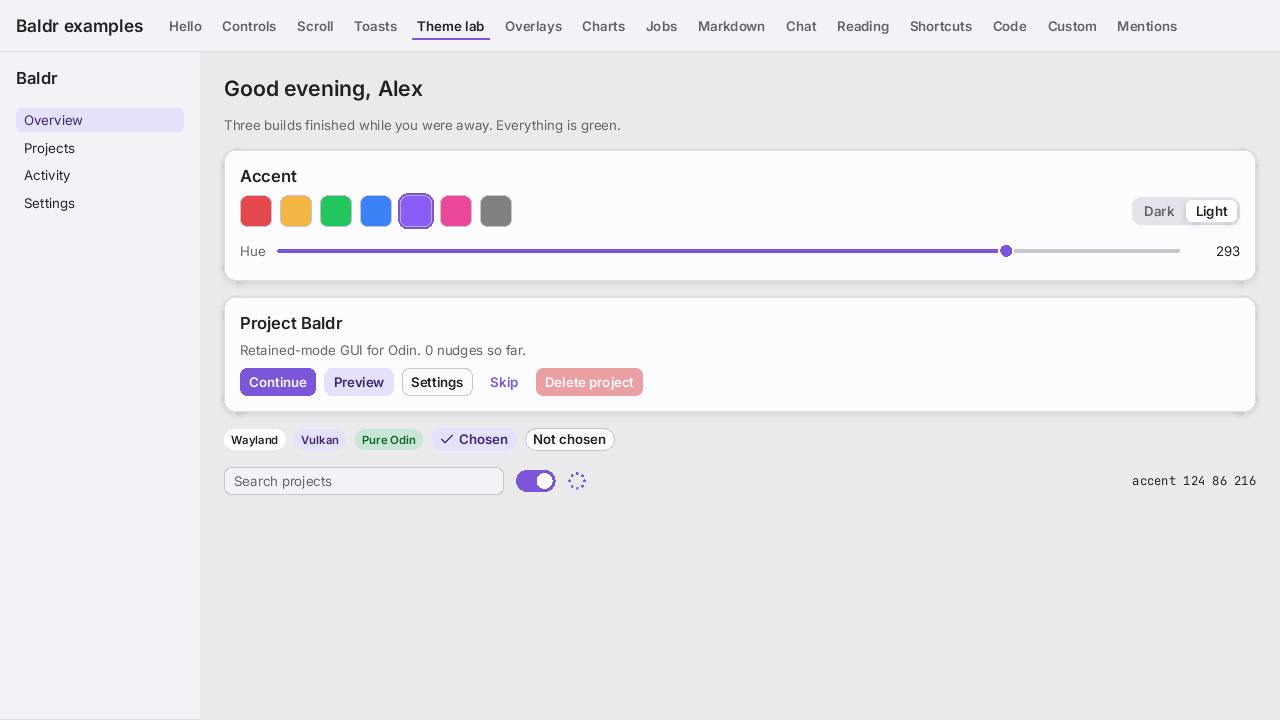 Baldr examples Hello Controls Scroll Toasts Theme lab Overlays Charts Jobs Markdown Chat Reading Shortcuts Code Custom Mentions
Baldr
Overview
Projects
Activity
Settings
Good evening, Alex
Three builds finished while you were away. Everything is green.
Accent
Dark Light
Hue 293
Project Baldr
Retained-mode GUI for Odin. 0 nudges so far.
Continue Preview Settings Skip Delete project
Wayland Vulkan Pure Odin Chosen Not chosen
Search projects accent 124 86 216